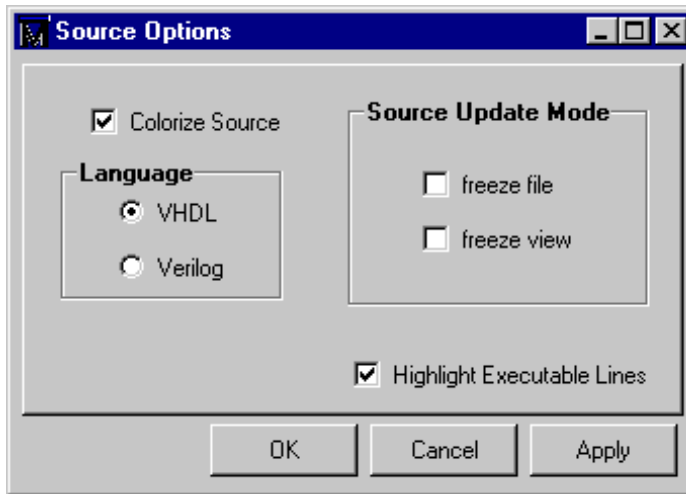 Source Options
Colorize Source
Source Update Mode
Language
VHDL
Verilog
freeze file
freeze view
Highlight Executable Lines
OK
Cancel
Apply